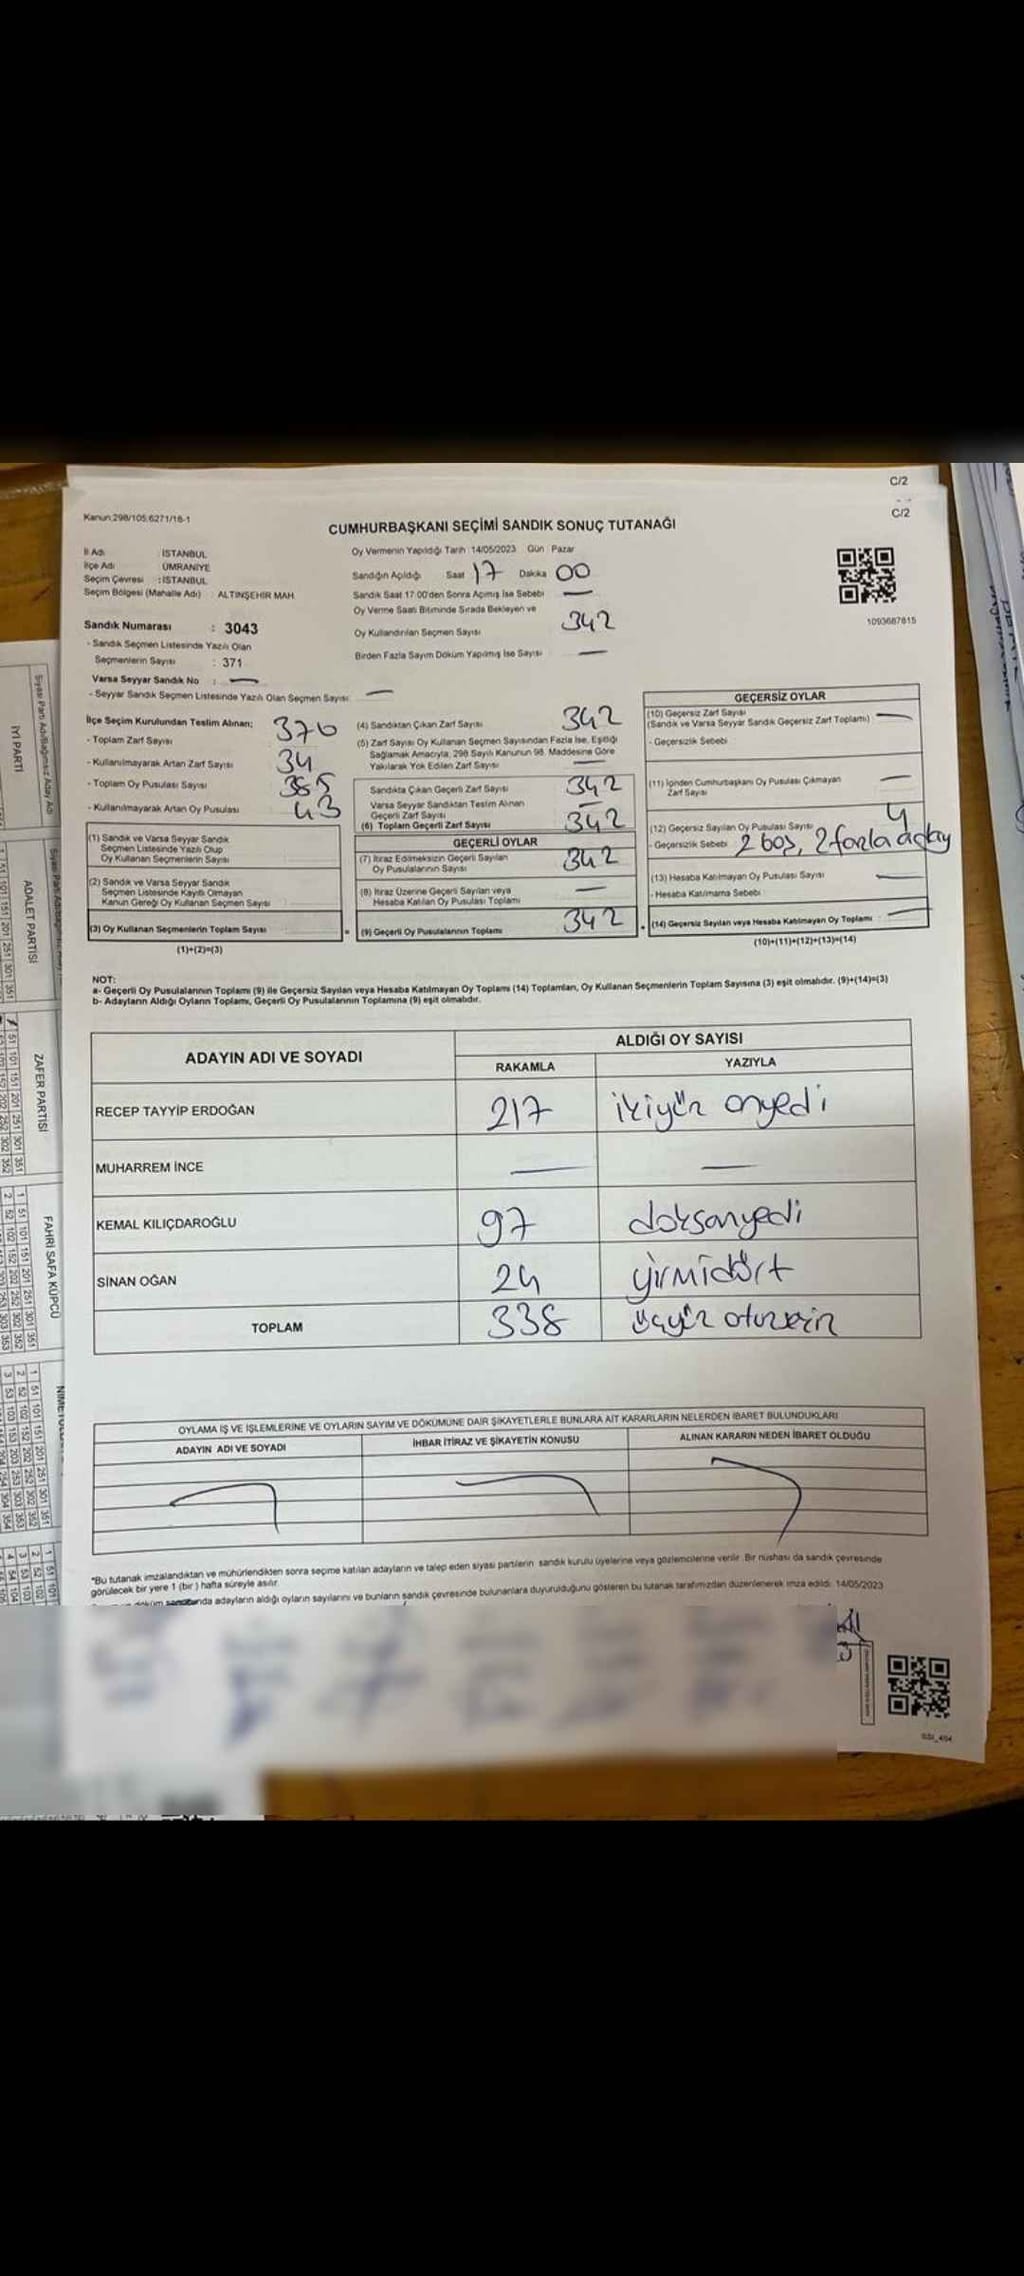 C/2
C/2
Kanun:298/105;6271/16-1
CUMHURBAŞKANI SEÇİMİ SANDIK SONUÇ TUTANAĞI
İl Adı : İSTANBUL
İlçe Adı : ÜMRANİYE
Seçim Çevresi : İSTANBUL
Seçim Bölgesi (Mahalle Adı) : ALTINŞEHİR MAH
Sandık Numarası : 3043
- Sandık Seçmen Listesinde Yazılı Olan
Seçmenlerin Sayısı : 371
Varsa Seyyar Sandık No : —
- Seyyar Sandık Seçmen Listesinde Yazılı Olan Seçmen Sayısı: —
Oy Vermenin Yapıldığı Tarih :14/05/2023 Gün : Pazar
Sandığın Açıldığı Saat 17 Dakika 00
Sandık Saat 17:00'den Sonra Açılmış İse Sebebi —
Oy Verme Saati Bitiminde Sırada Bekleyen ve
Oy Kullandırılan Seçmen Sayısı 342
Birden Fazla Sayım Döküm Yapılmış İse Sayısı —
1093687815
İlçe Seçim Kurulundan Teslim Alınan;
- Toplam Zarf Sayısı 376
- Kullanılmayarak Artan Zarf Sayısı 34
- Toplam Oy Pusulası Sayısı 385
- Kullanılmayarak Artan Oy Pusulası 43
(1) Sandık ve Varsa Seyyar Sandık
Seçmen Listesinde Yazılı Olup
Oy Kullanan Seçmenlerin Sayısı
(2) Sandık ve Varsa Seyyar Sandık
Seçmen Listesinde Kayıtlı Olmayan
Kanun Gereği Oy Kullanan Seçmen Sayısı
(3) Oy Kullanan Seçmenlerin Toplam Sayısı
(1)+(2)=(3)
(4) Sandıktan Çıkan Zarf Sayısı 342
(5) Zarf Sayısı Oy Kullanan Seçmen Sayısından Fazla İse, Eşitliği
Sağlamak Amacıyla, 298 Sayılı Kanunun 98. Maddesine Göre
Yakılarak Yok Edilen Zarf Sayısı —
Sandıkta Çıkan Geçerli Zarf Sayısı 342
Varsa Seyyar Sandıktan Teslim Alınan
Geçerli Zarf Sayısı —
(6) Toplam Geçerli Zarf Sayısı 342
GEÇERLİ OYLAR
(7) İtiraz Edilmeksizin Geçerli Sayılan
Oy Pusulalarının Sayısı 342
(8) İtiraz Üzerine Geçerli Sayılan veya
Hesaba Katılan Oy Pusulası Toplamı —
(9) Geçerli Oy Pusulalarının Toplamı 342
GEÇERSİZ OYLAR
(10) Geçersiz Zarf Sayısı
(Sandık ve Varsa Seyyar Sandık Geçersiz Zarf Toplamı) —
- Geçersizlik Sebebi
(11) İçinden Cumhurbaşkanı Oy Pusulası Çıkmayan
Zarf Sayısı —
(12) Geçersiz Sayılan Oy Pusulası Sayısı 4
- Geçersizlik Sebebi 2 boş, 2 fazla aday
(13) Hesaba Katılmayan Oy Pusulası Sayısı —
- Hesaba Katılmama Sebebi
(14) Geçersiz Sayılan veya Hesaba Katılmayan Oy Toplamı —
(10)+(11)+(12)+(13)=(14)
NOT:
a- Geçerli Oy Pusulalarının Toplamı (9) ile Geçersiz Sayılan veya Hesaba Katılmayan Oy Toplamı (14) Toplamları, Oy Kullanan Seçmenlerin Toplam Sayısına (3) eşit olmalıdır. (9)+(14)=(3)
b- Adayların Aldığı Oyların Toplamı, Geçerli Oy Pusulalarının Toplamına (9) eşit olmalıdır.
ADAYIN ADI VE SOYADI
ALDIĞI OY SAYISI
RAKAMLA YAZIYLA
RECEP TAYYİP ERDOĞAN 217 ikiyüz onyedi
MUHARREM İNCE — —
KEMAL KILIÇDAROĞLU 97 doksanyedi
SİNAN OĞAN 24 yirmidört
TOPLAM 338 üçyüz otuzsekiz
OYLAMA İŞ VE İŞLEMLERİNE VE OYLARIN SAYIM VE DÖKÜMÜNE DAİR ŞİKAYETLERLE BUNLARA AİT KARARLARIN NELERDEN İBARET BULUNDUKLARI
ADAYIN ADI VE SOYADI
İHBAR İTİRAZ VE ŞİKAYETİN KONUSU
ALINAN KARARIN NEDEN İBARET OLDUĞU
*Bu tutanak imzalandıktan ve mühürlendikten sonra seçime katılan adayların ve talep eden siyasi partilerin sandık kurulu üyelerine veya gözlemcilerine verilir. Bir nüshası da sandık çevresinde
görülecek bir yere 1 (bir) hafta süreyle asılır.
döküm sandığında adayların aldığı oyların sayılarını ve bunların sandık çevresinde bulunanlara duyurulduğunu gösteren bu tutanak tarafımızdan düzenlenerek imza edildi. 14/05/2023
İYİ PARTİ
ADALET PARTİSİ
ZAFER PARTİSİ
FAHRİ SAFA KÜPCÜ
Siyasi Parti Adı/Bağımsız Aday Adı